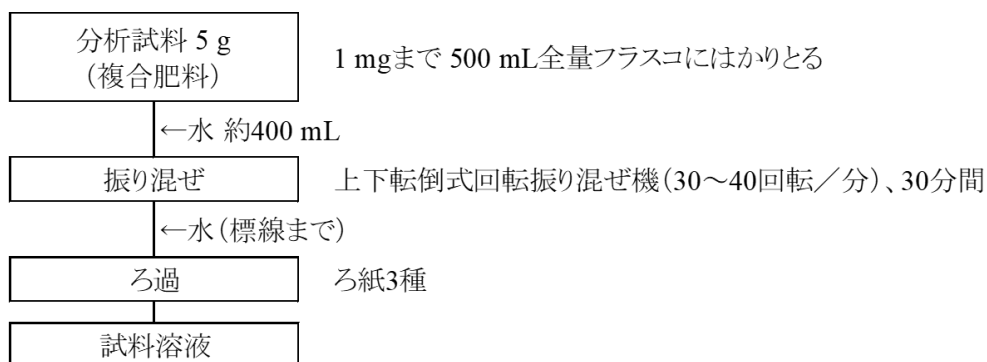 分析試料 5 g
(複合肥料)
1 mgまで 500 mL全量フラスコにはかりとる
←水 約400 mL
振り混ぜ
上下転倒式回転振り混ぜ機(30～40回転／分)、30分間
←水(標線まで)
ろ過
ろ紙3種
試料溶液